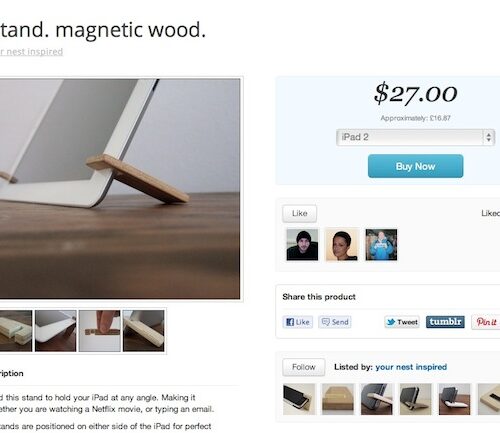 tand. magnetic wood.
r nest inspired
$27.00
Approximately: £16.87
iPad 2
Buy Now
Like
Liked
Share this product
Like
Send
Tweet
tumblr.
Pin it
Follow
Listed by: your nest inspired
ription
d this stand to hold your iPad at any angle. Making it
ether you are watching a Netflix movie, or typing an email.
tands are positioned on either side of the iPad for perfect